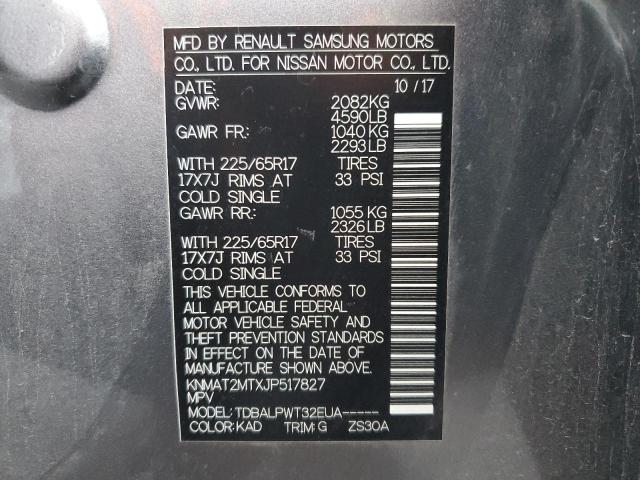 MFD BY RENAULT SAMSUNG MOTORS
CO., LTD. FOR NISSAN MOTOR CO., LTD.
DATE: 10/17
GVWR: 2082KG
4590LB
GAWR FR: 1040 KG
2293 LB
WITH 225/65R17 TIRES
17X7J RIMS AT 33 PSI
COLD SINGLE
GAWR RR: 1055 KG
2326 LB
WITH 225/65R17 TIRES
17X7J RIMS AT 33 PSI
COLD SINGLE
THIS VEHICLE CONFORMS TO
ALL APPLICABLE FEDERAL
MOTOR VEHICLE SAFETY AND
THEFT PREVENTION STANDARDS
IN EFFECT ON THE DATE OF
MANUFACTURE SHOWN ABOVE.
KNMAT2MTXJP517827
MPV
MODEL: TDBALPWT32EUA-----
COLOR: KAD TRIM: G ZS30A